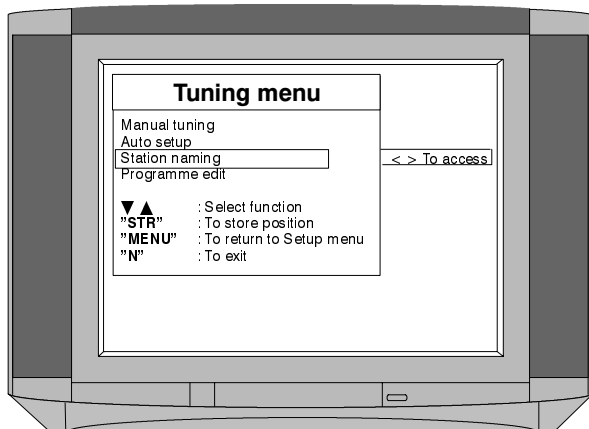 Tuning menu
Manual tuning
Auto setup
Station naming
< > To access
Programme edit
▼ ▲ : Select function
”STR” : To store position
”MENU” : To return to Setup menu
”N” : To exit